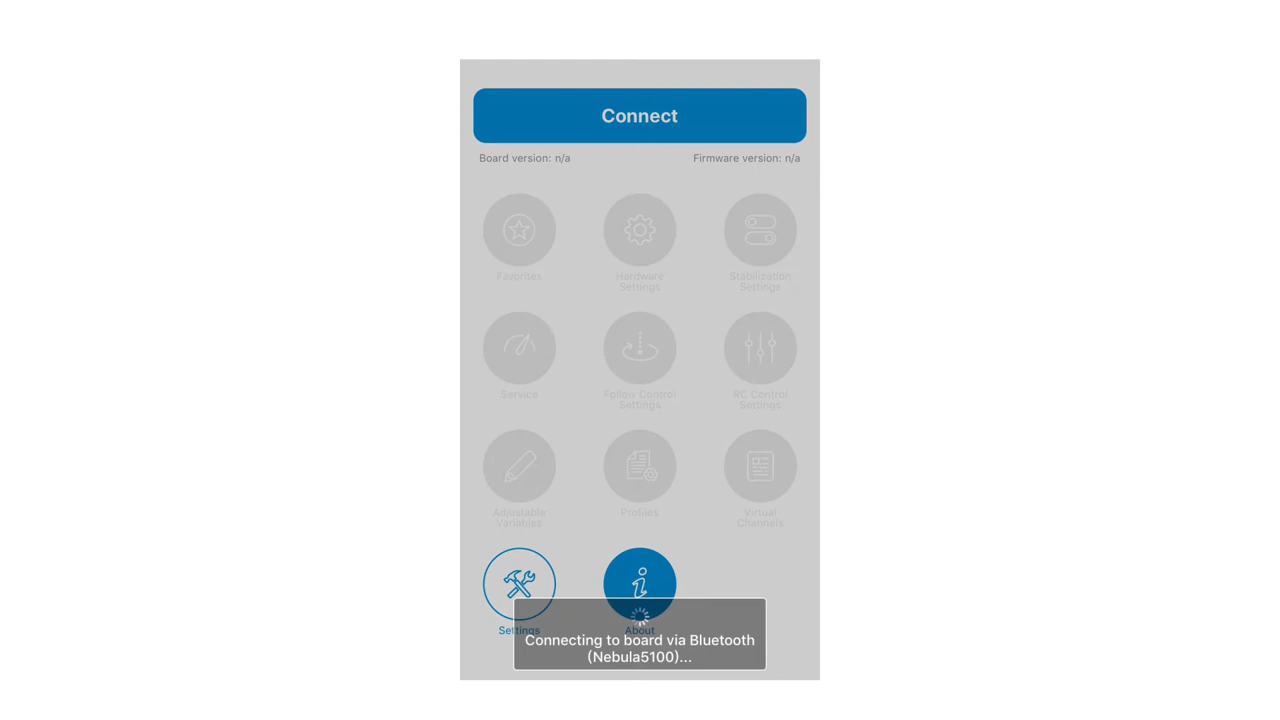 Connect
Board version: n/a
Firmware version: n/a
Favorites
Hardware
Settings
Stabilization
Settings
Service
Follow Control
Settings
RC Control
Settings
Adjustable
Variables
Profiles
Virtual
Channels
Settings
About
Connecting to board via Bluetooth
(Nebula5100)...